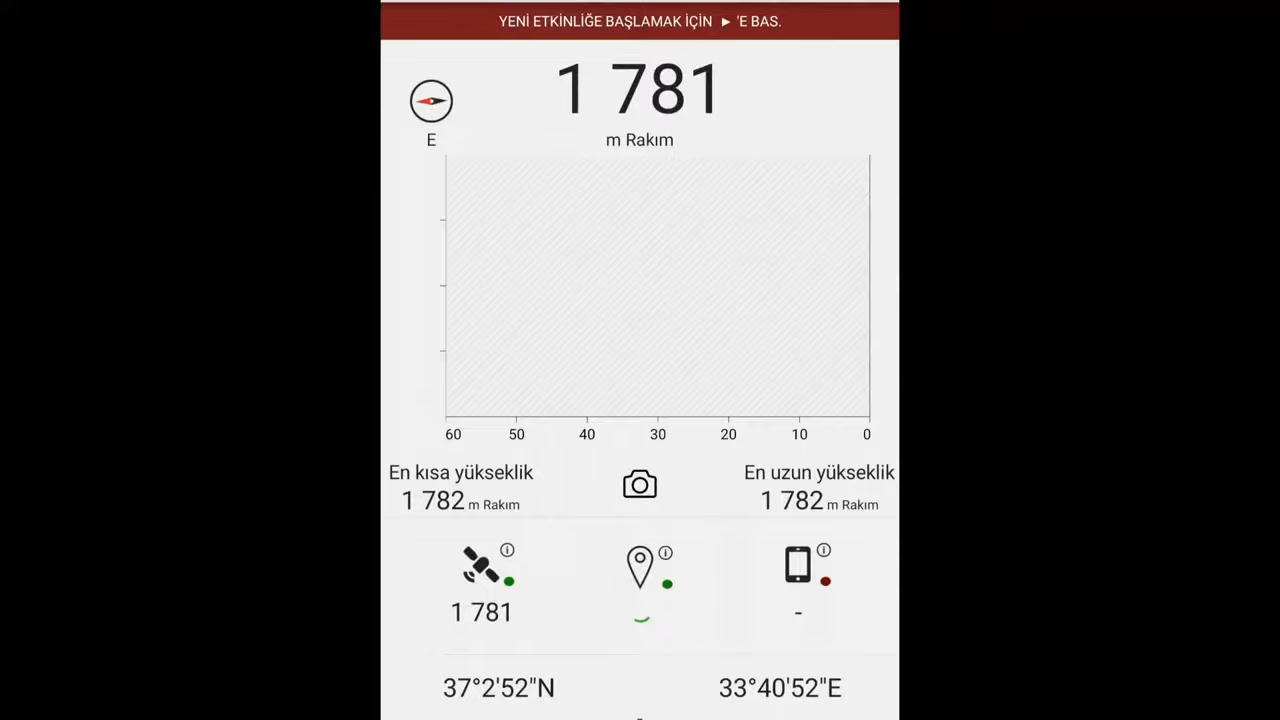 YENİ ETKİNLİĞE BAŞLAMAK İÇİN ► 'E BAS.
1 781
E
m Rakım
60 50 40 30 20 10 0
En kısa yükseklik
En uzun yükseklik
1 782 m Rakım
1 782 m Rakım
1 781
-
37°2'52"N
33°40'52"E